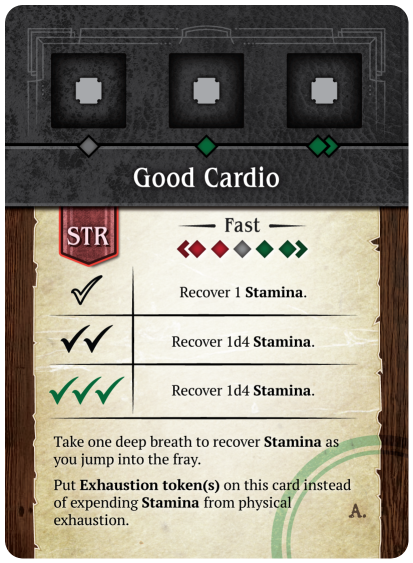 Good Cardio
STR
Fast
Recover 1 Stamina.
Recover 1d4 Stamina.
Recover 1d4 Stamina.
Take one deep breath to recover Stamina as
you jump into the fray.
Put Exhaustion token(s) on this card instead
of expending Stamina from physical
exhaustion.
A.